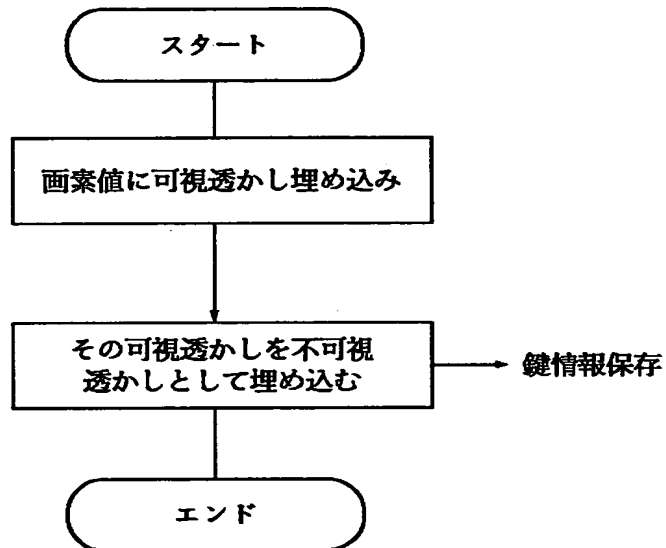 スタート
画素値に可視透かし埋め込み
その可視透かしを不可視
透かしとして埋め込む
鍵情報保存
エンド